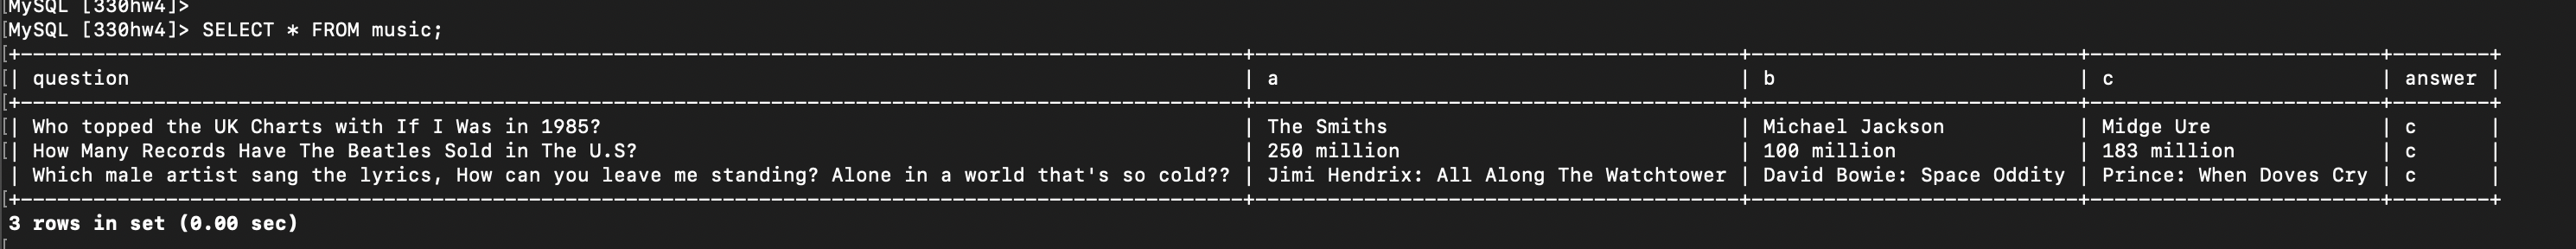 MySQL [330hw4]>
MySQL [330hw4]> SELECT * FROM music;
| question | a | b | c | answer |
| Who topped the UK Charts with If I Was in 1985? | The Smiths | Michael Jackson | Midge Ure | c |
| How Many Records Have The Beatles Sold in The U.S? | 250 million | 100 million | 183 million | c |
| Which male artist sang the lyrics, How can you leave me standing? Alone in a world that's so cold?? | Jimi Hendrix: All Along The Watchtower | David Bowie: Space Oddity | Prince: When Doves Cry | c |
3 rows in set (0.00 sec)